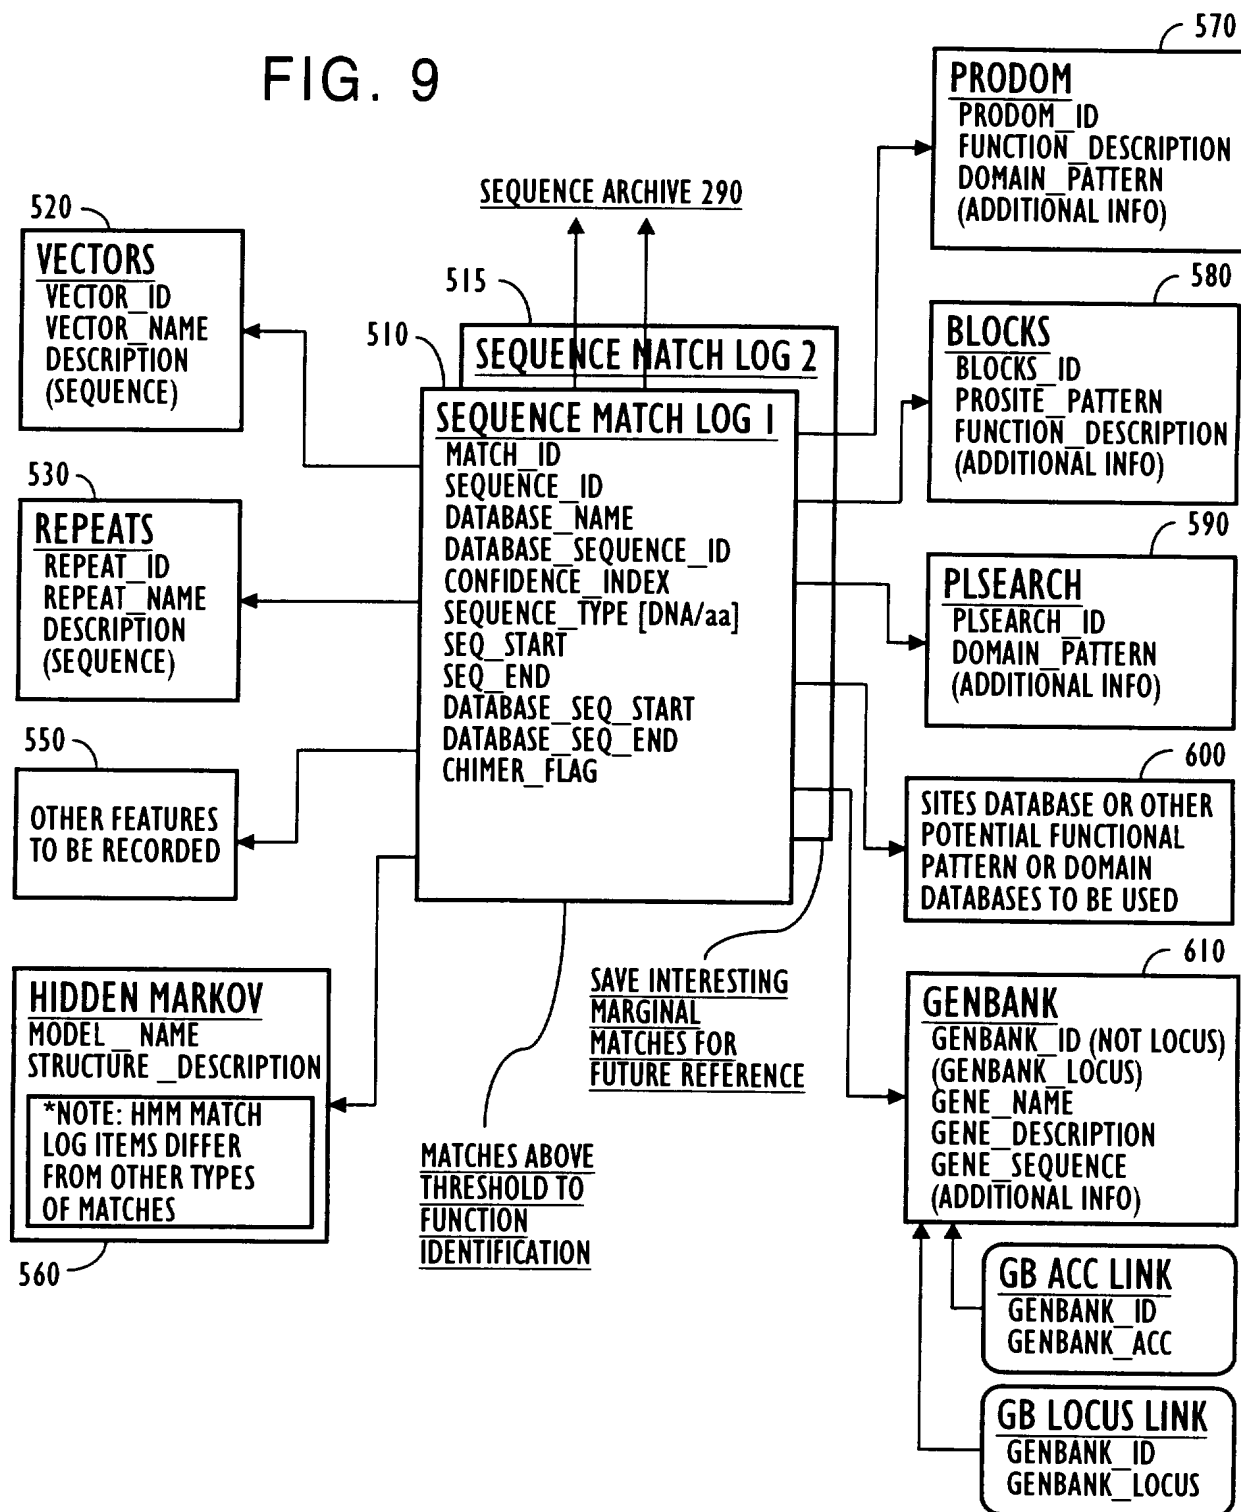 FIG. 9
570
PRODOM
PRODOM_ID
FUNCTION_DESCRIPTION
DOMAIN_PATTERN
(ADDITIONAL INFO)
SEQUENCE ARCHIVE 290
520
VECTORS
VECTOR_ID
VECTOR_NAME
DESCRIPTION
(SEQUENCE)
580
BLOCKS
BLOCKS_ID
PROSITE_PATTERN
FUNCTION_DESCRIPTION
(ADDITIONAL INFO)
515
SEQUENCE MATCH LOG 2
510
SEQUENCE MATCH LOG 1
MATCH_ID
SEQUENCE_ID
DATABASE_NAME
DATABASE_SEQUENCE_ID
CONFIDENCE_INDEX
SEQUENCE_TYPE [DNA/aa]
SEQ_START
SEQ_END
DATABASE_SEQ_START
DATABASE_SEQ_END
CHIMER_FLAG
530
REPEATS
REPEAT_ID
REPEAT_NAME
DESCRIPTION
(SEQUENCE)
590
PLSEARCH
PLSEARCH_ID
DOMAIN_PATTERN
(ADDITIONAL INFO)
550
OTHER FEATURES
TO BE RECORDED
600
SITES DATABASE OR OTHER
POTENTIAL FUNCTIONAL
PATTERN OR DOMAIN
DATABASES TO BE USED
HIDDEN MARKOV
MODEL_NAME
STRUCTURE_DESCRIPTION
*NOTE: HMM MATCH
LOG ITEMS DIFFER
FROM OTHER TYPES
OF MATCHES
560
MATCHES ABOVE
THRESHOLD TO
FUNCTION
IDENTIFICATION
SAVE INTERESTING
MARGINAL
MATCHES FOR
FUTURE REFERENCE
610
GENBANK
GENBANK_ID (NOT LOCUS)
(GENBANK_LOCUS)
GENE_NAME
GENE_DESCRIPTION
GENE_SEQUENCE
(ADDITIONAL INFO)
GB ACC LINK
GENBANK_ID
GENBANK_ACC
GB LOCUS LINK
GENBANK_ID
GENBANK_LOCUS